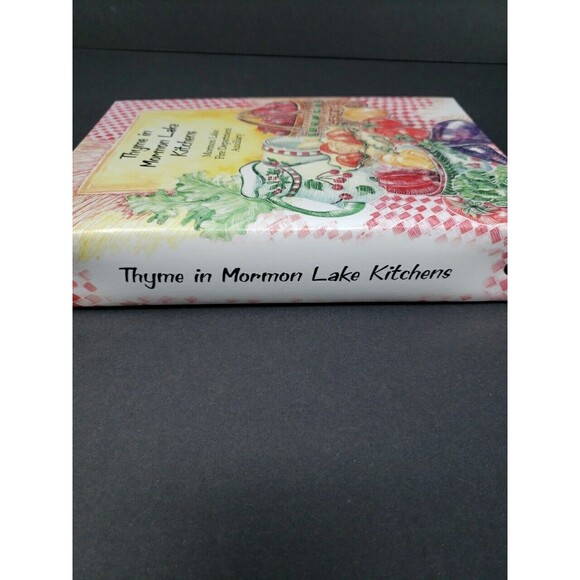 Thyme in
Mormon Lake
Kitchens
Mormon Lake
Fire Department
Auxiliary
Thyme in Mormon Lake Kitchens